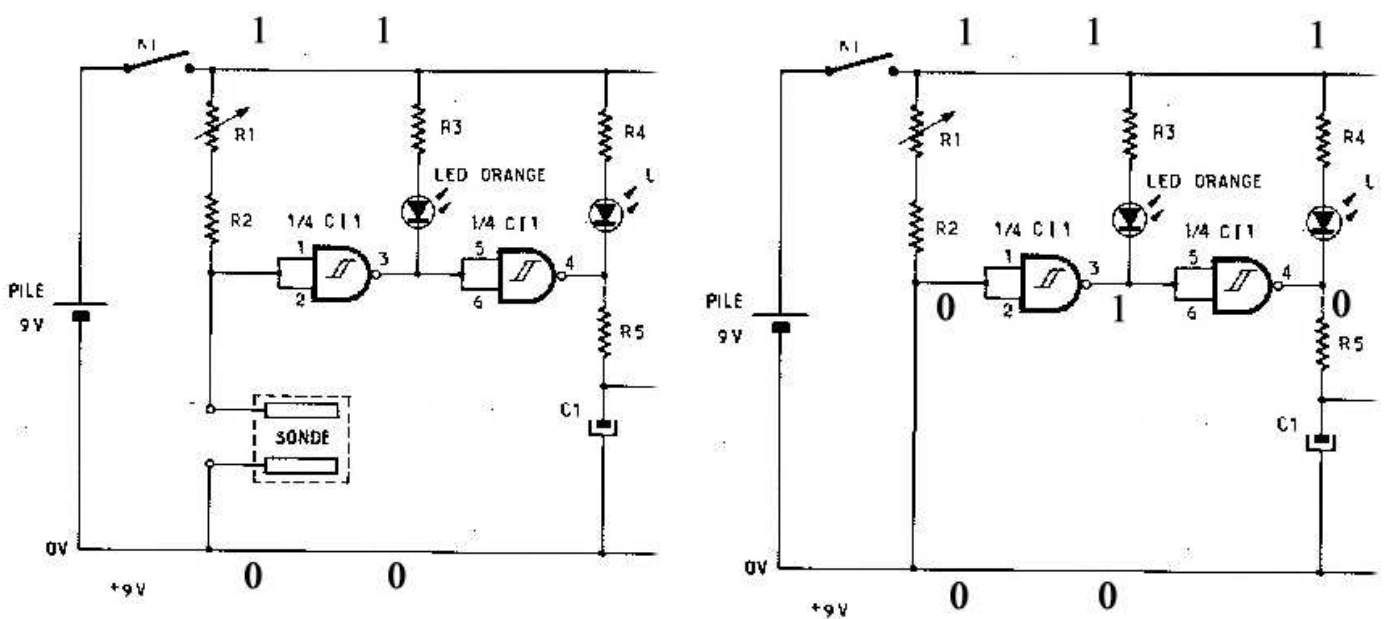 1 1
K1
R1
R3
R4
LED ORANGE
R2
1/4 CI1
1/4 CI1
1
2
3
5
6
4
PILE
9V
R5
C1
SONDE
0V
0 0
+9V
1 1 1
K1
R1
R3
R4
LED ORANGE
L
R2
1/4 CI1
1/4 CI1
1
2
3
5
6
4
0 1 0
PILE
9V
R5
C1
0V
0 0
+9V